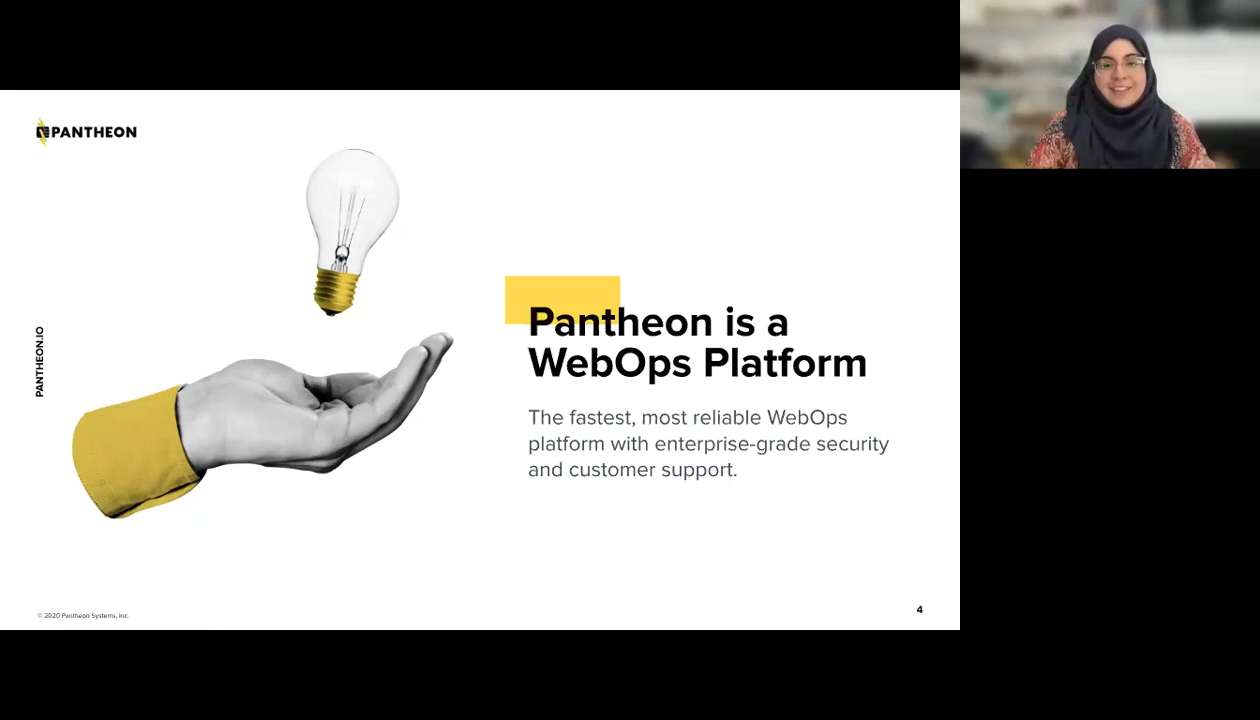 PANTHEON
PANTHEON.IO
Pantheon is a
WebOps Platform
The fastest, most reliable WebOps
platform with enterprise-grade security
and customer support.
© 2020 Pantheon Systems, Inc.
4